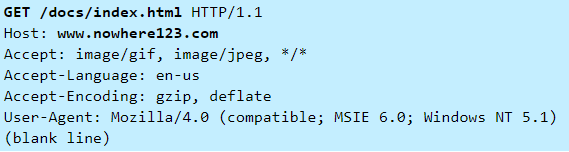 GET /docs/index.html HTTP/1.1
Host: www.nowhere123.com
Accept: image/gif, image/jpeg, */*
Accept-Language: en-us
Accept-Encoding: gzip, deflate
User-Agent: Mozilla/4.0 (compatible; MSIE 6.0; Windows NT 5.1)
(blank line)